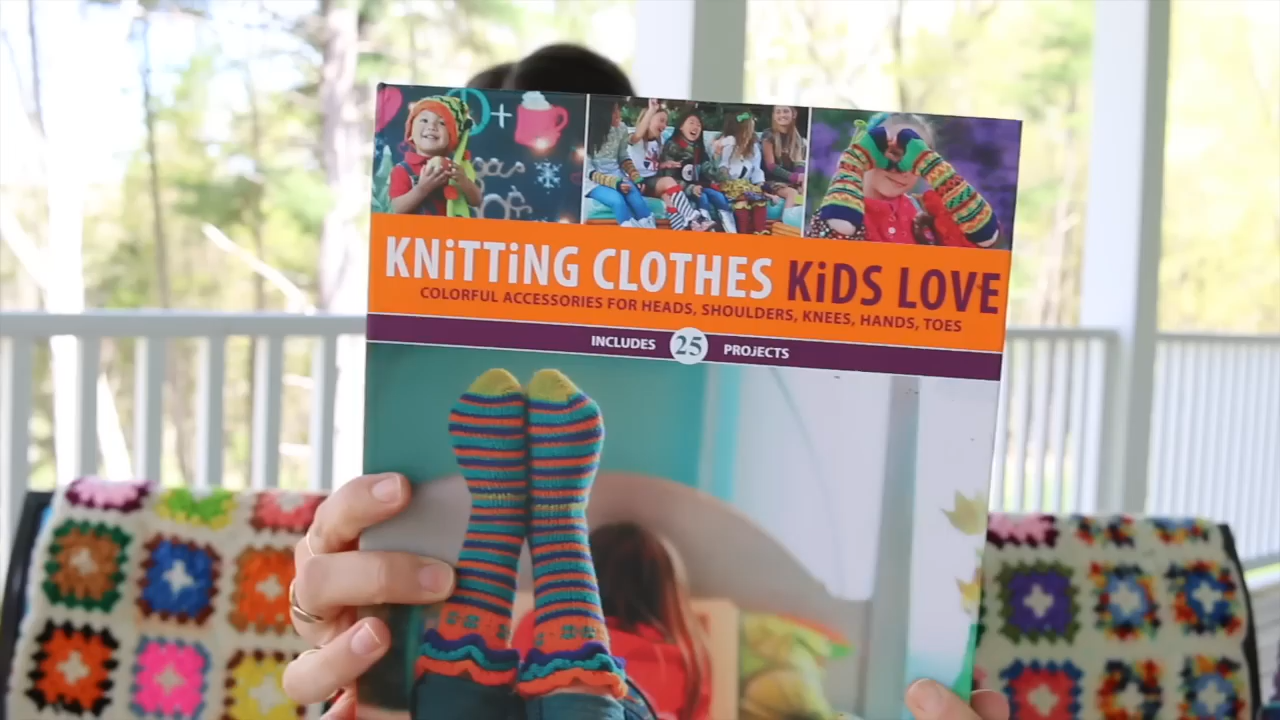 KNiTTiNG CLOTHES KiDS LOVE
COLORFUL ACCESSORIES FOR HEADS, SHOULDERS, KNEES, HANDS, TOES
INCLUDES 25 PROJECTS